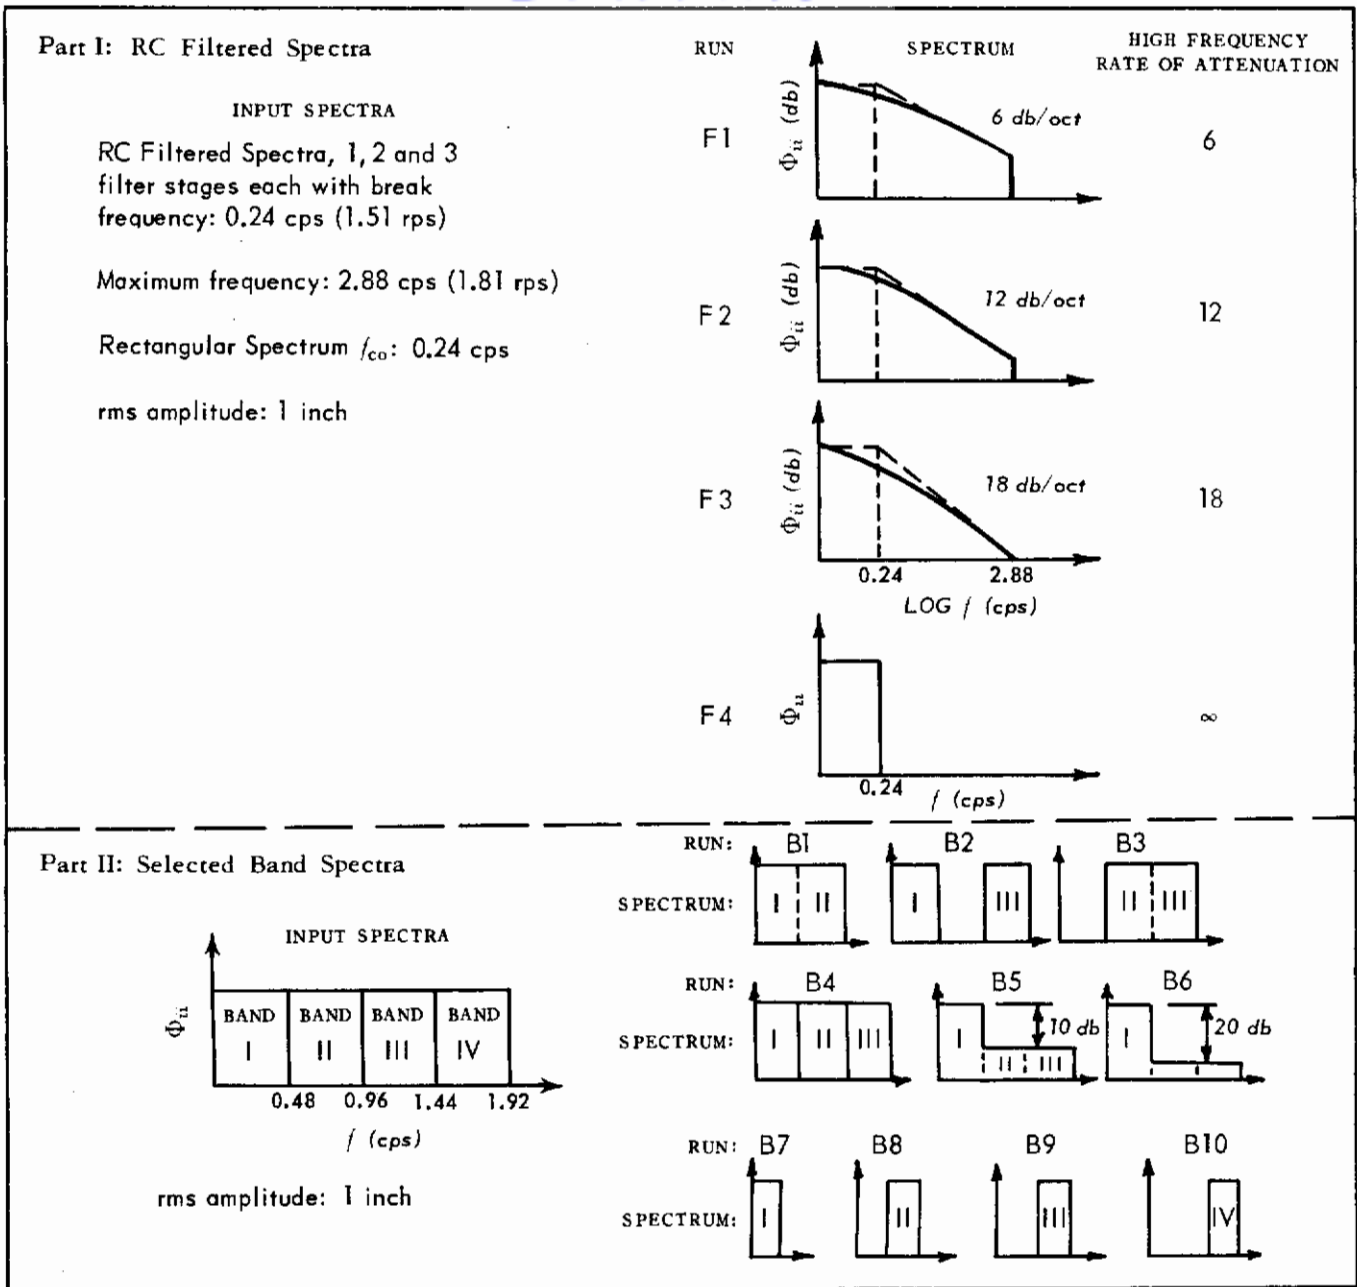 Part I: RC Filtered Spectra
INPUT SPECTRA
RC Filtered Spectra, 1, 2 and 3
filter stages each with break
frequency: 0.24 cps (1.51 rps)
Maximum frequency: 2.88 cps (1.81 rps)
Rectangular Spectrum fco: 0.24 cps
rms amplitude: 1 inch
RUN
SPECTRUM
HIGH FREQUENCY
RATE OF ATTENUATION
F1
Φii (db)
6 db/oct
6
F2
Φii (db)
12 db/oct
12
F3
Φii (db)
18 db/oct
18
0.24
2.88
LOG f (cps)
F4
Φii
∞
0.24
f (cps)
Part II: Selected Band Spectra
INPUT SPECTRA
Φii
BAND I
BAND II
BAND III
BAND IV
0.48 0.96 1.44 1.92
f (cps)
rms amplitude: 1 inch
RUN: B1 B2 B3
SPECTRUM: I II I III II III
RUN: B4 B5 B6
10 db
20 db
SPECTRUM: I II III I II III I
RUN: B7 B8 B9 B10
SPECTRUM: I II III IV